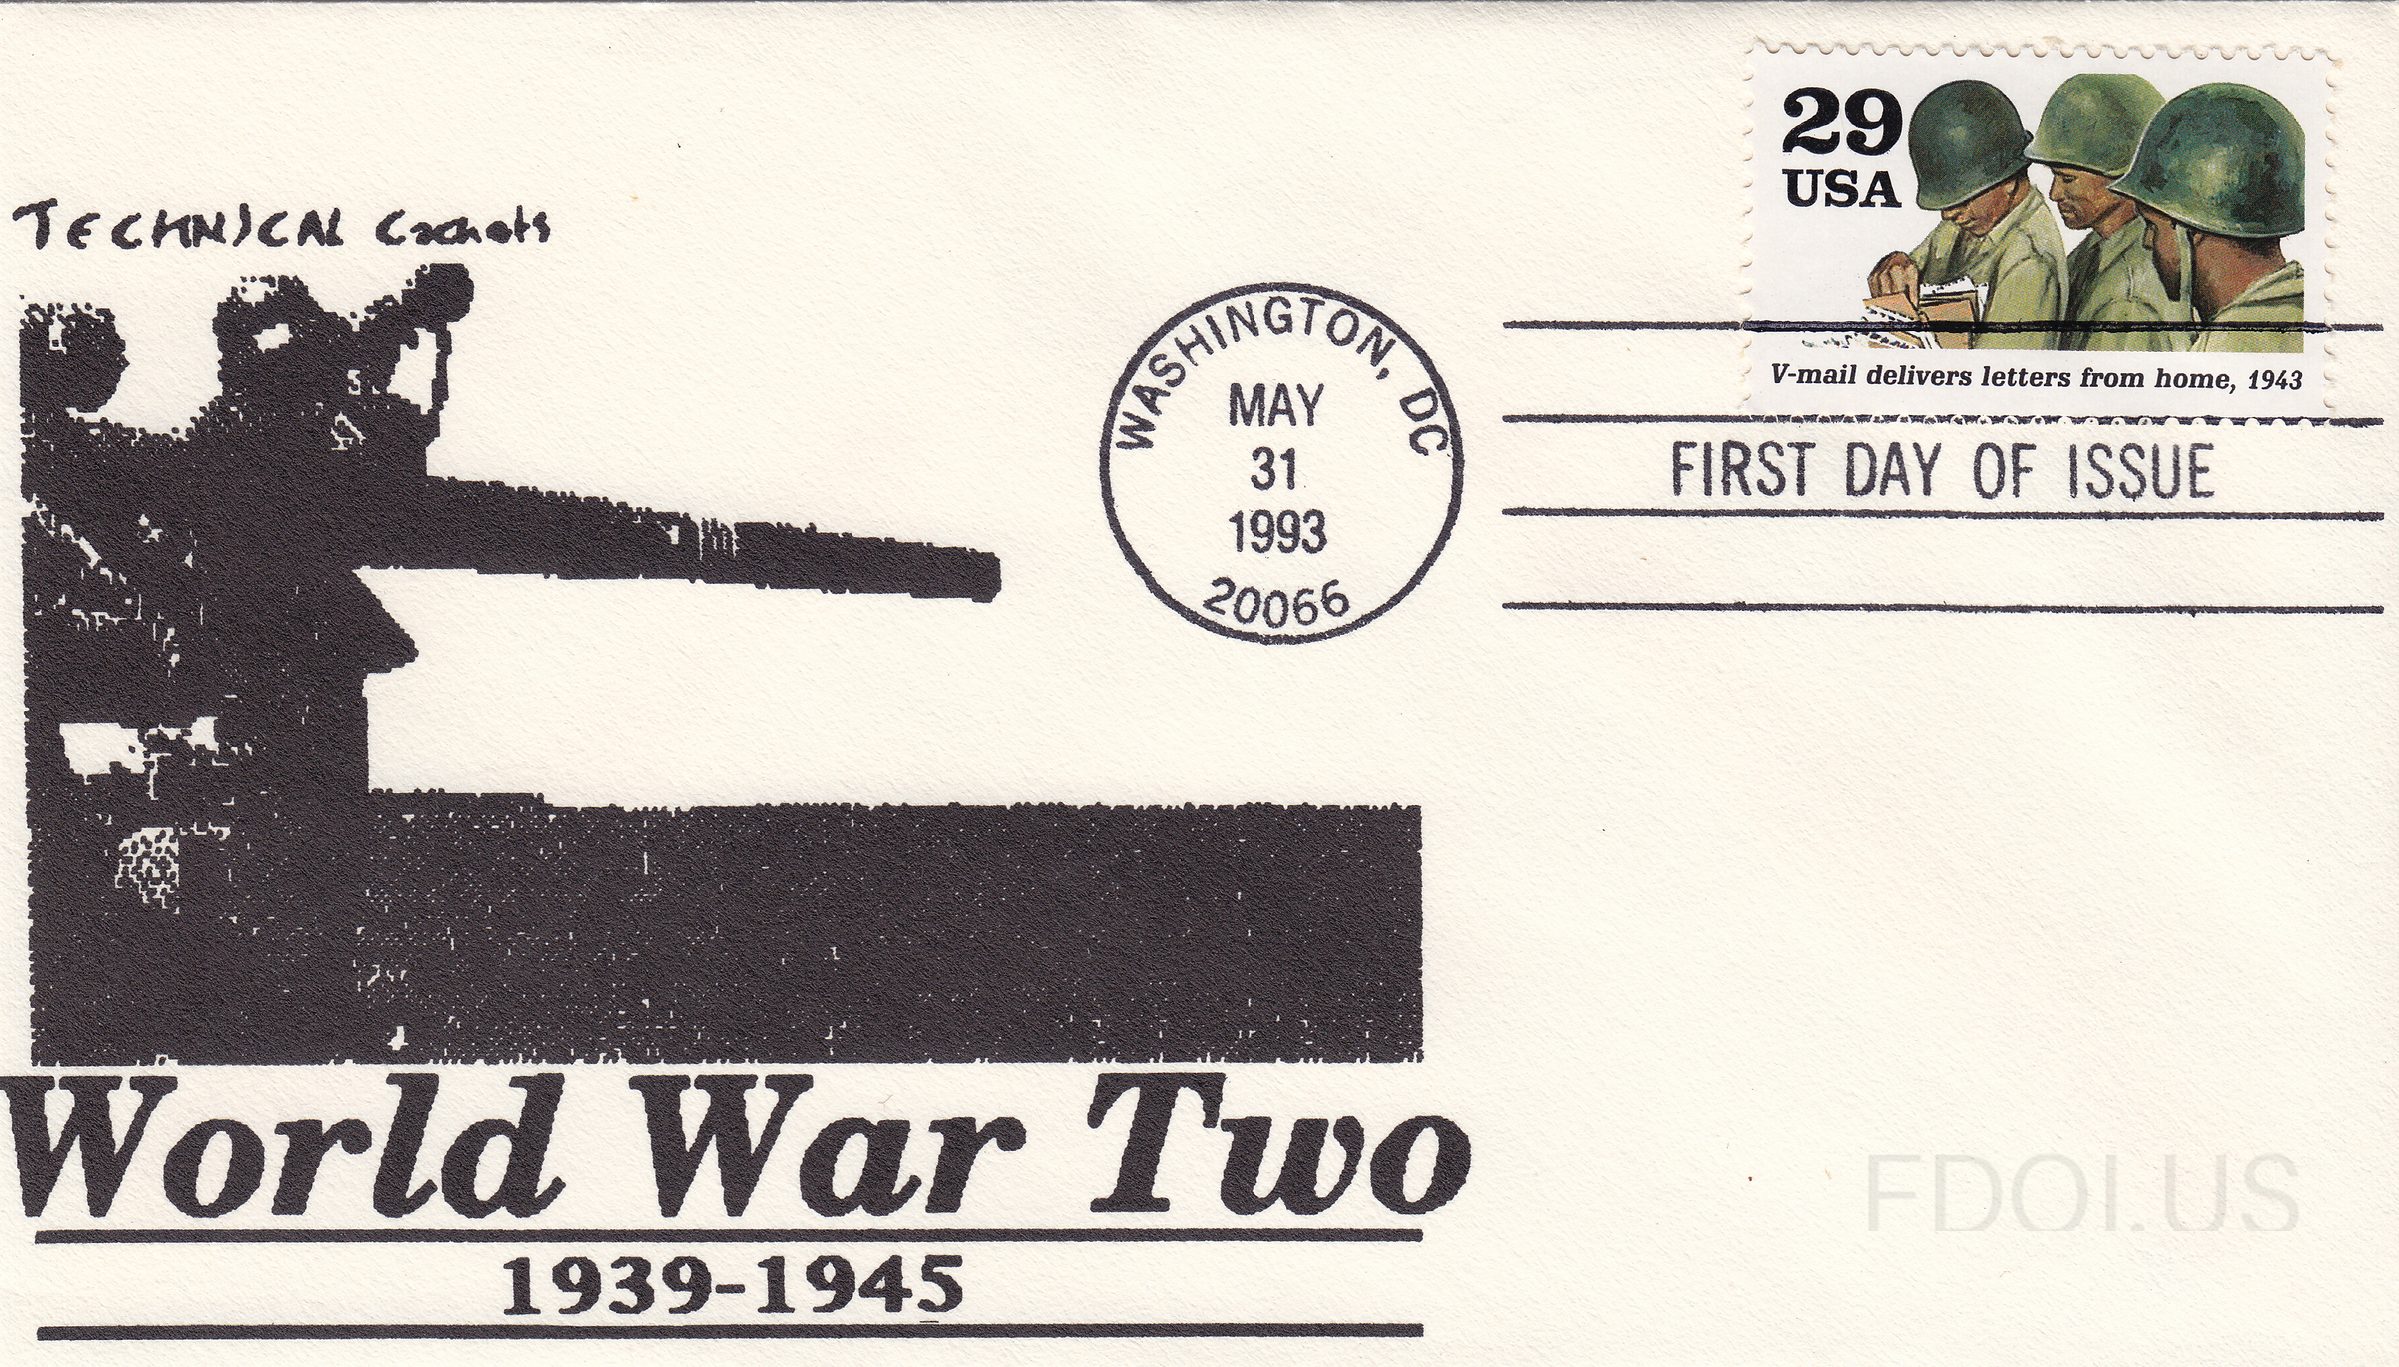 TECHNICAL Cachets
29
USA
V-mail delivers letters from home, 1943
WASHINGTON, DC
MAY
31
1993
20066
FIRST DAY OF ISSUE
World War Two
1939-1945
FDOI.US